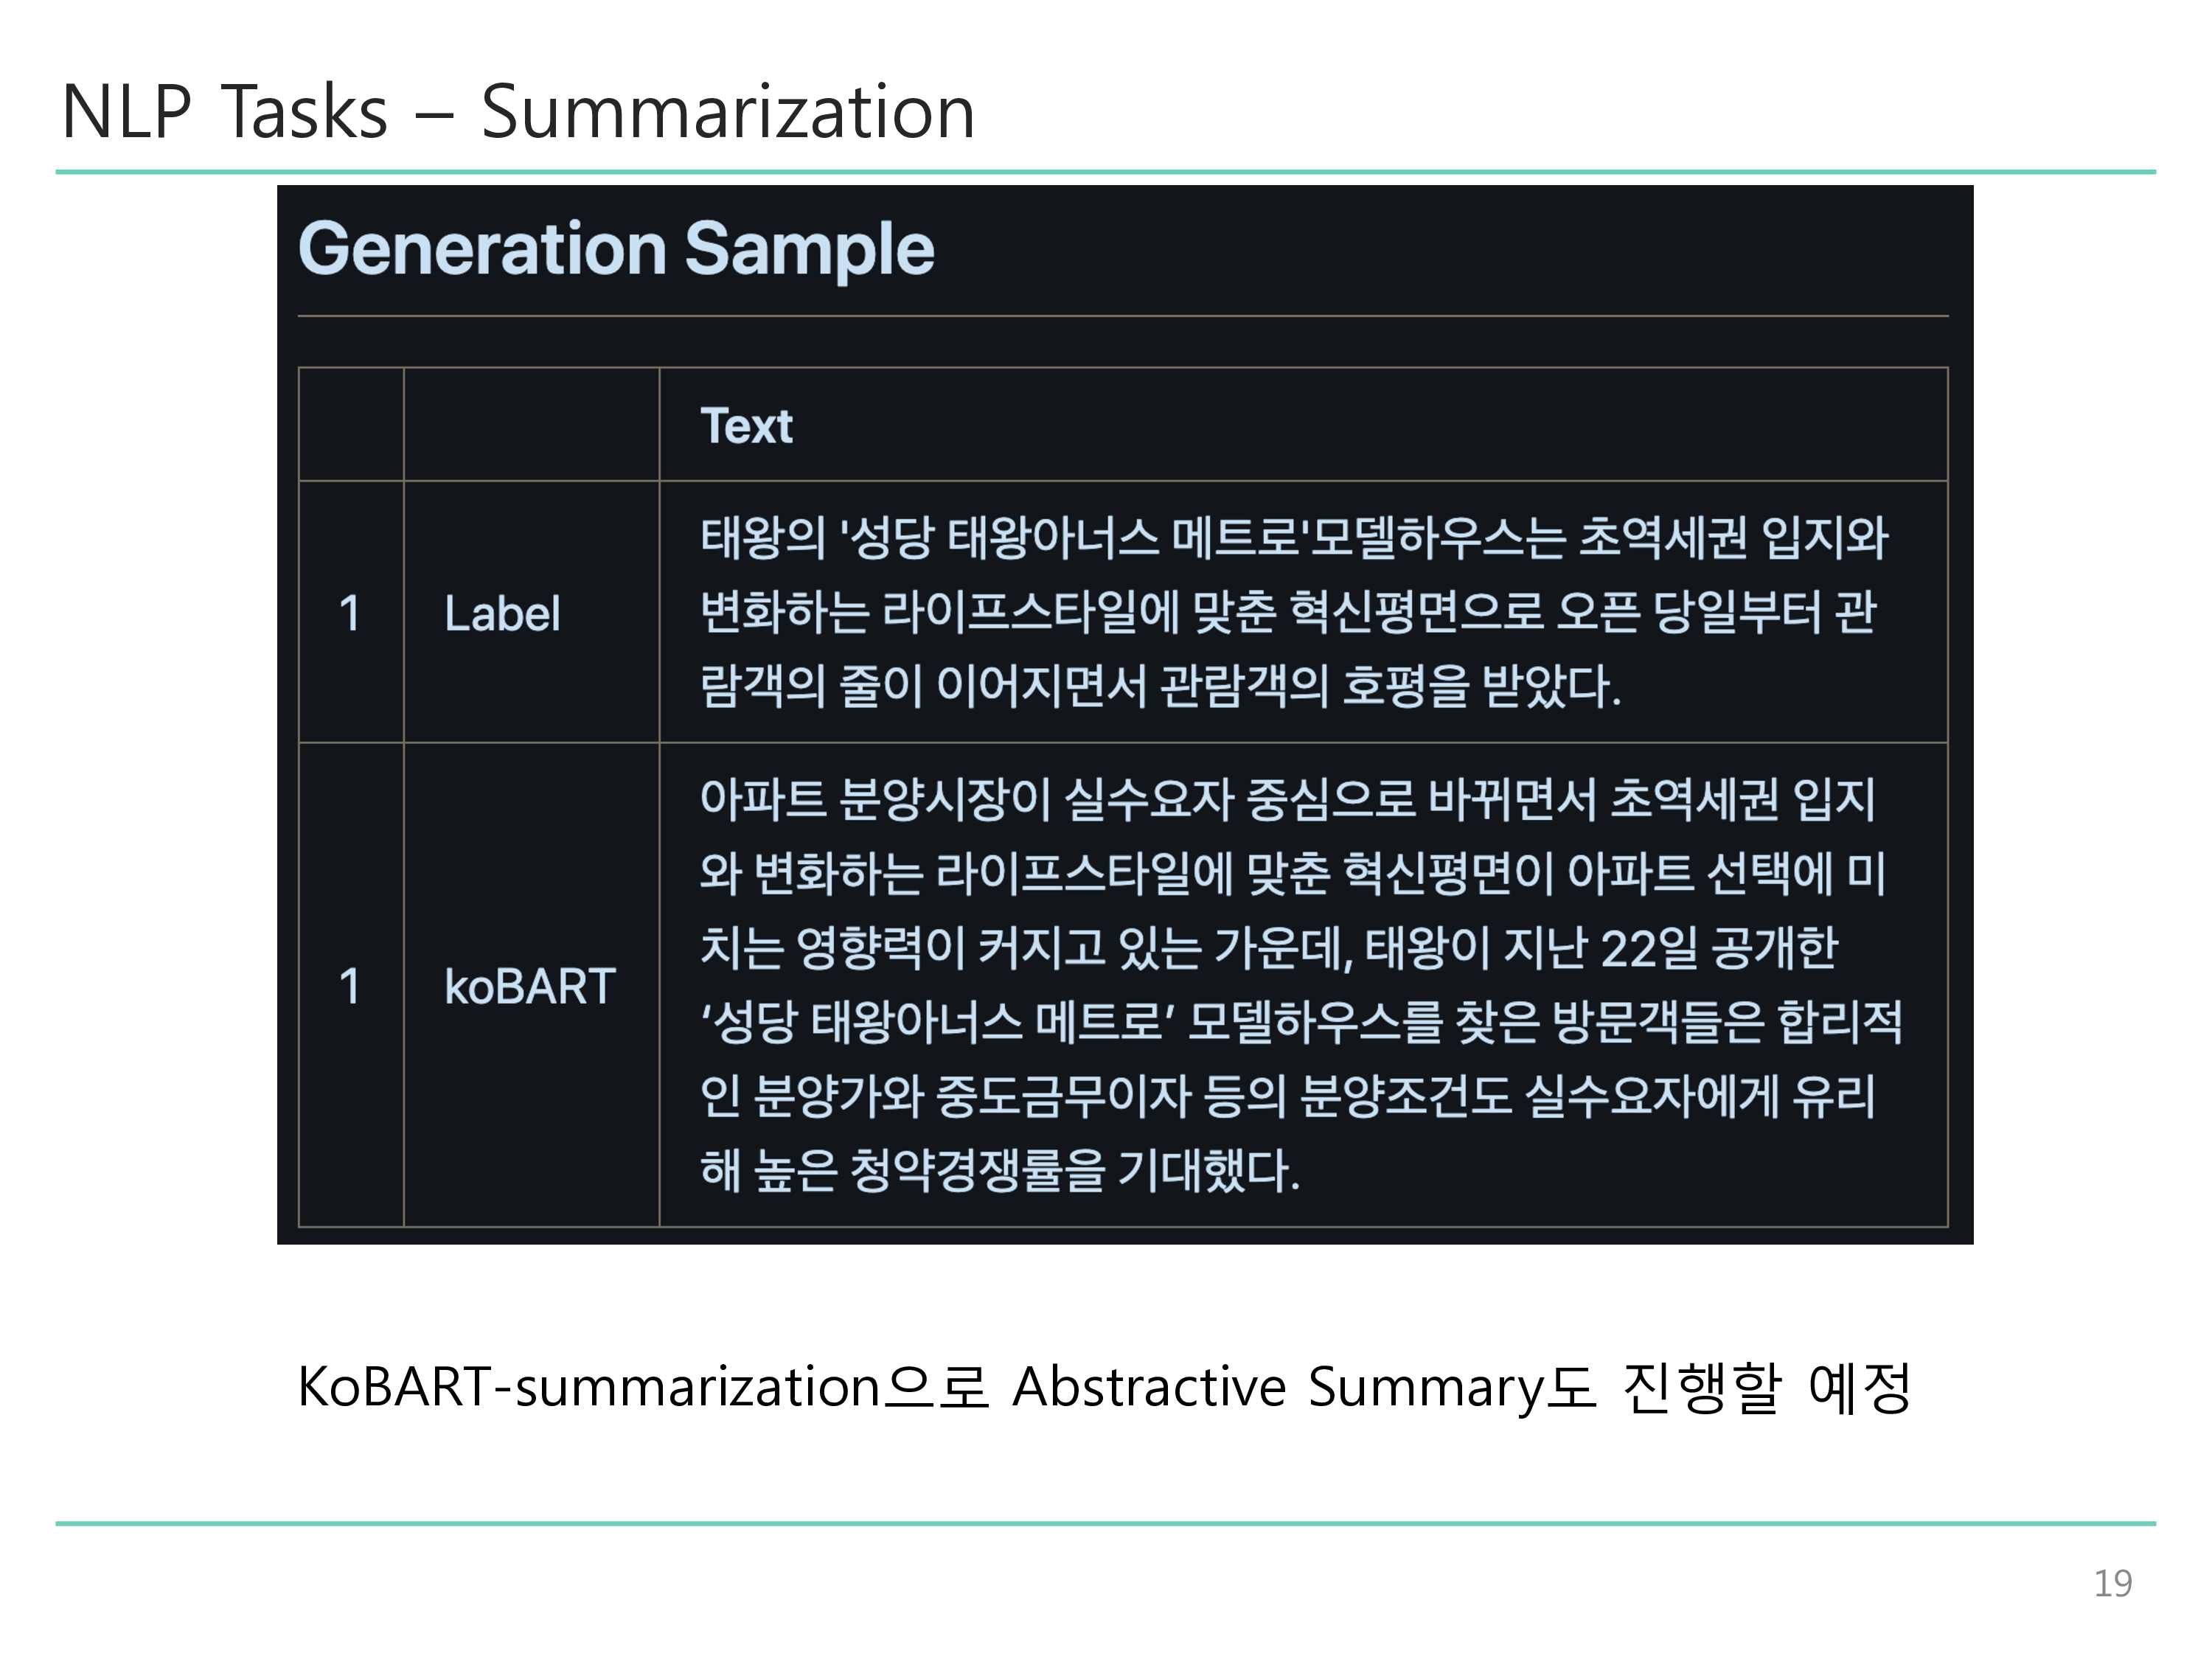 NLP Tasks – Summarization
Generation Sample
Text
1 Label
태왕의 '성당 태왕아너스 메트로'모델하우스는 초역세권 입지와
변화하는 라이프스타일에 맞춘 혁신평면으로 오픈 당일부터 관
람객의 줄이 이어지면서 관람객의 호평을 받았다.
1 koBART
아파트 분양시장이 실수요자 중심으로 바뀌면서 초역세권 입지
와 변화하는 라이프스타일에 맞춘 혁신평면이 아파트 선택에 미
치는 영향력이 커지고 있는 가운데, 태왕이 지난 22일 공개한
‘성당 태왕아너스 메트로’ 모델하우스를 찾은 방문객들은 합리적
인 분양가와 중도금무이자 등의 분양조건도 실수요자에게 유리
해 높은 청약경쟁률을 기대했다.
KoBART-summarization으로 Abstractive Summary도 진행할 예정
19